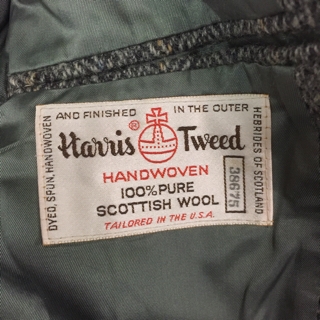 DYED, SPUN, HANDWOVEN
AND FINISHED IN THE OUTER
HEBRIDES OF SCOTLAND
Harris Tweed
®
HANDWOVEN
100% PURE
SCOTTISH WOOL
38675
TAILORED IN THE U.S.A.